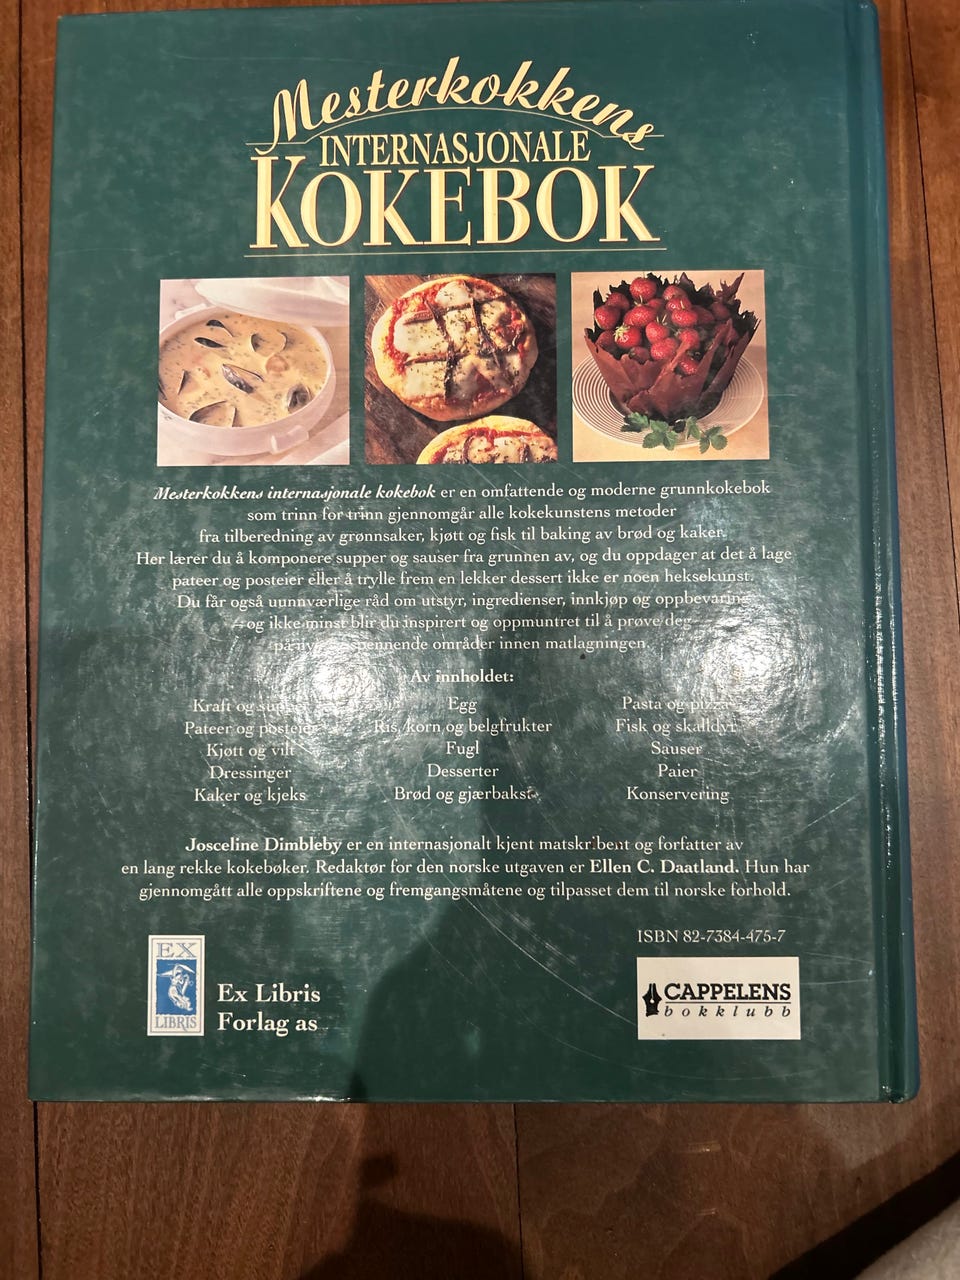 Mesterkokkens
INTERNASJONALE
KOKEBOK
Mesterkokkens internasjonale kokebok er en omfattende og moderne grunnkokebok
som trinn for trinn gjennomgår alle kokekunstens metoder
fra tilberedning av grønnsaker, kjøtt og fisk til baking av brød og kaker.
Her lærer du å komponere supper og sauser fra grunnen av, og du oppdager at det å lage
pateer og posteier eller å trylle frem en lekker dessert ikke er noen heksekunst.
Du får også uunnværlige råd om utstyr, ingredienser, innkjøp og oppbevaring
– og ikke minst blir du inspirert og oppmuntret til å prøve deg
på spennende områder innen matlagningen.
Av innholdet:
Kraft og Egg Pasta og pizza
Pateer og posteier Ris, korn og belgfrukter Fisk og skalldyr
Kjøtt og vilt Fugl Sauser
Dressinger Desserter Paier
Kaker og kjeks Brød og gjærbakst Konservering
Josceline Dimbleby er en internasjonalt kjent matskribent og forfatter av
en lang rekke kokebøker. Redaktør for den norske utgaven er Ellen C. Daatland. Hun har
gjennomgått alle oppskriftene og fremgangsmåtene og tilpasset dem til norske forhold.
ISBN 82-7384-475-7
EX
LIBRIS
Ex Libris
Forlag as
CAPPELENS
bokklubb